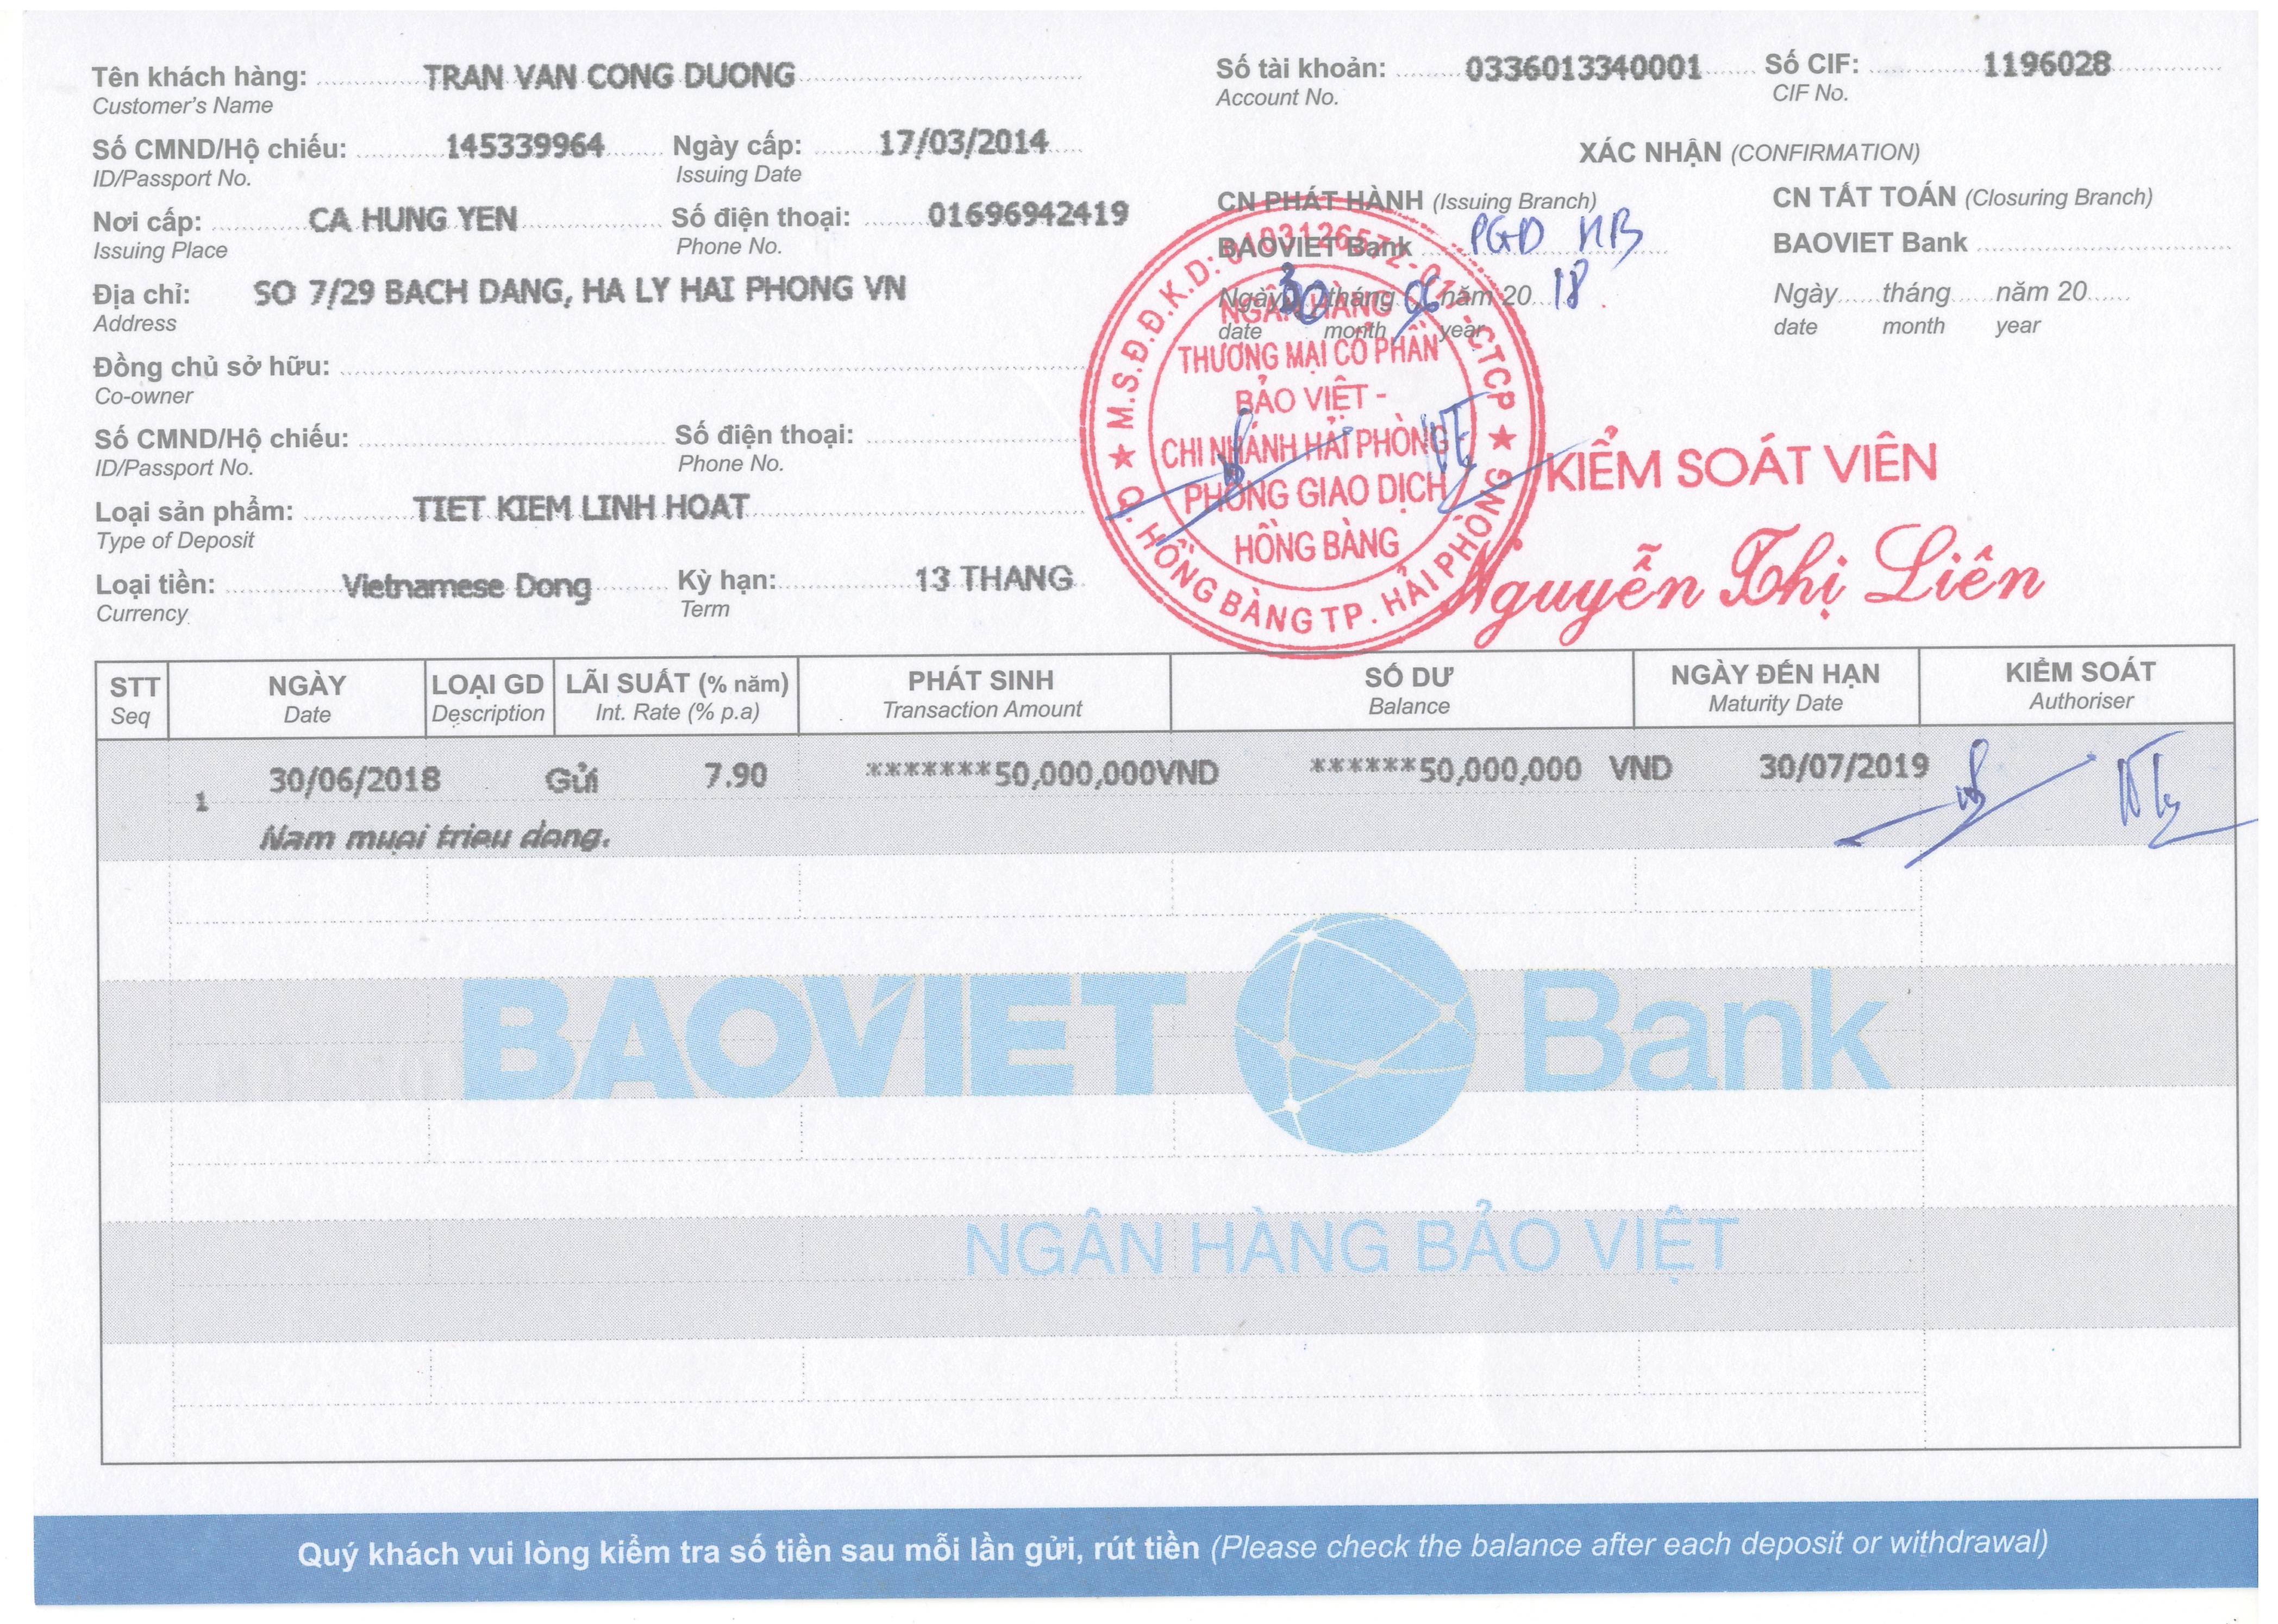 Tên khách hàng: TRAN VAN CONG DUONG Số tài khoản: 0336013340001 Số CIF: 1196028
Customer's Name Account No. CIF No.
Số CMND/Hộ chiếu: 145339964 Ngày cấp: 17/03/2014 XÁC NHẬN (CONFIRMATION)
ID/Passport No. Issuing Date
Nơi cấp: CA HUNG YEN Số điện thoại: 01696942419 CN PHÁT HÀNH (Issuing Branch) CN TẤT TOÁN (Closuring Branch)
Issuing Place Phone No. BAOVIET Bank PGD HB BAOVIET Bank
Địa chỉ: SO 7/29 BACH DANG, HA LY HAI PHONG VN Ngày 30 tháng 06 năm 20 18 Ngày tháng năm 20
Address date month year date month year
Đồng chủ sở hữu:
Co-owner
Số CMND/Hộ chiếu: Số điện thoại:
ID/Passport No. Phone No.
Loại sản phẩm: TIET KIEM LINH HOAT
Type of Deposit
Loại tiền: Vietnamese Dong Kỳ hạn: 13 THANG
Currency Term
M.S.Đ.Đ.K.D: 0103126572-01 -CTCP
NGÂN HÀNG
THƯƠNG MẠI CỔ PHẦN
BẢO VIỆT -
CHI NHÁNH HẢI PHÒNG
PHÒNG GIAO DỊCH
HỒNG BÀNG
Q. HỒNG BÀNG TP. HẢI PHÒNG
KIỂM SOÁT VIÊN
Nguyễn Thị Liên
STT NGÀY LOẠI GD LÃI SUẤT (% năm) PHÁT SINH SỐ DƯ NGÀY ĐẾN HẠN KIỂM SOÁT
Seq Date Description Int. Rate (% p.a) Transaction Amount Balance Maturity Date Authoriser
1 30/06/2018 Gửi 7.90 *******50,000,000VND ******50,000,000 VND 30/07/2019
Nam muoi trieu dong.
BAOVIET Bank
NGÂN HÀNG BẢO VIỆT
Quý khách vui lòng kiểm tra số tiền sau mỗi lần gửi, rút tiền (Please check the balance after each deposit or withdrawal)